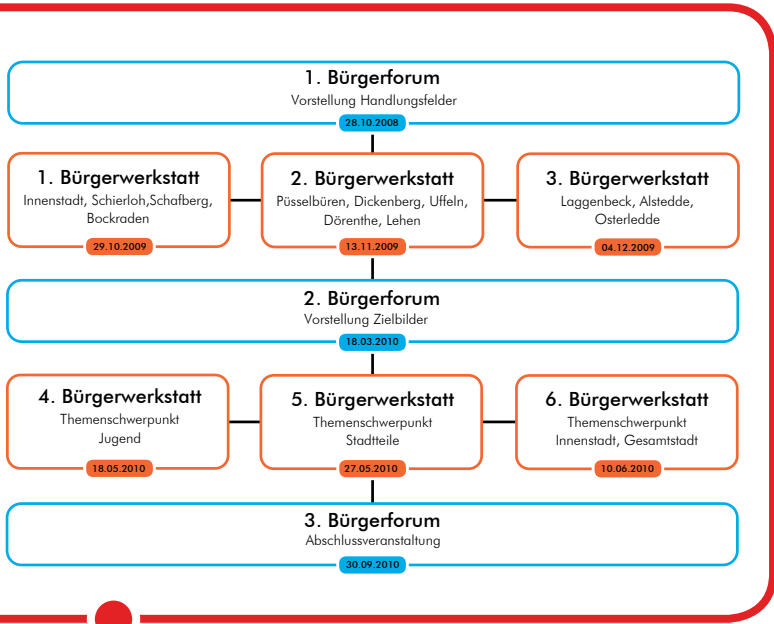 1. Bürgerforum
Vorstellung Handlungsfelder
28.10.2008
1. Bürgerwerkstatt
Innenstadt, Schierloh,Schafberg,
Bockraden
29.10.2009
2. Bürgerwerkstatt
Püsselbüren, Dickenberg, Uffeln,
Dörenthe, Lehen
13.11.2009
3. Bürgerwerkstatt
Laggenbeck, Alstedde,
Osterledde
04.12.2009
2. Bürgerforum
Vorstellung Zielbilder
18.03.2010
4. Bürgerwerkstatt
Themenschwerpunkt
Jugend
18.05.2010
5. Bürgerwerkstatt
Themenschwerpunkt
Stadtteile
27.05.2010
6. Bürgerwerkstatt
Themenschwerpunkt
Innenstadt, Gesamtstadt
10.06.2010
3. Bürgerforum
Abschlussveranstaltung
30.09.2010